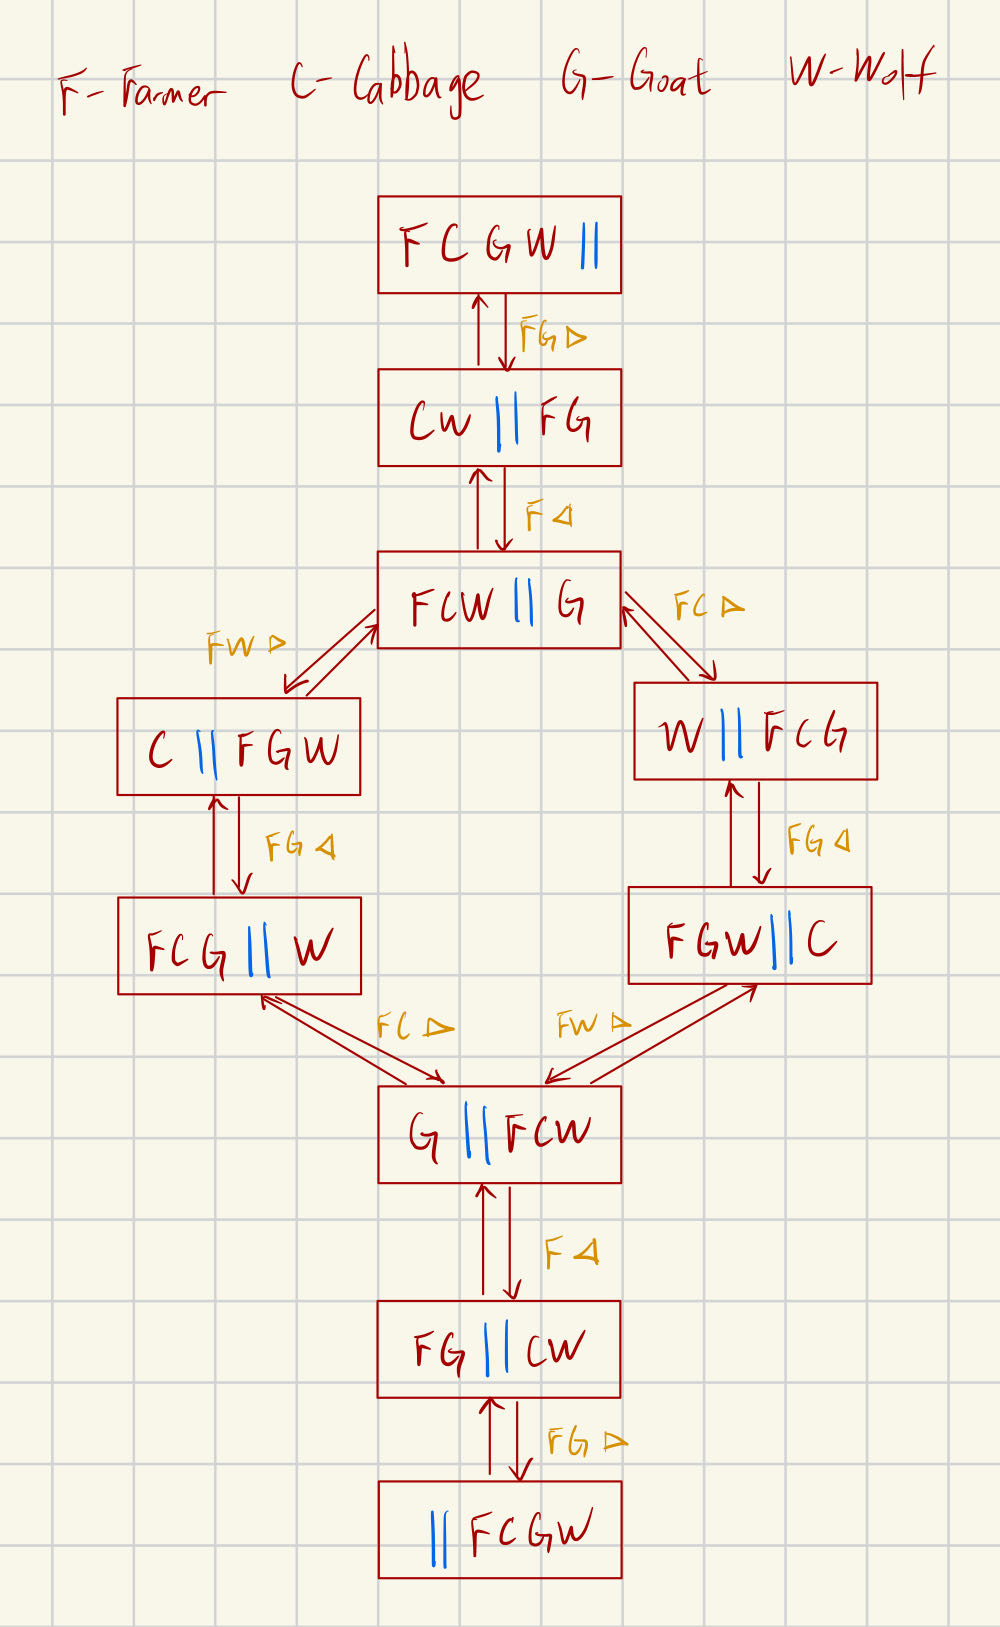 F- Farmer C- Cabbage G- Goat W-Wolf
F C G W ||
FG ▷
CW || FG
F ◁
FCW || G
FC ▷
FW ▷
W || FCG
C || FGW
FG ◁
FG ◁
FGW || C
FCG || W
FC ▷ FW ▷
G || FCW
F ◁
FG || CW
FG ▷
|| FCGW